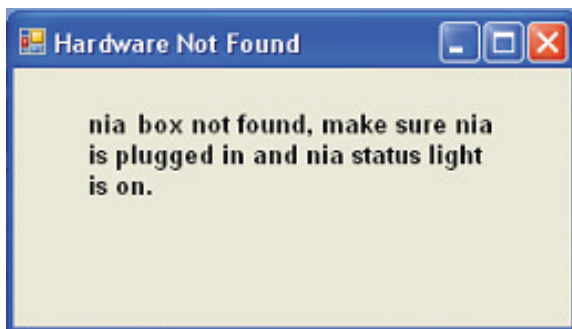 Hardware Not Found
nia box not found, make sure nia
is plugged in and nia status light
is on.